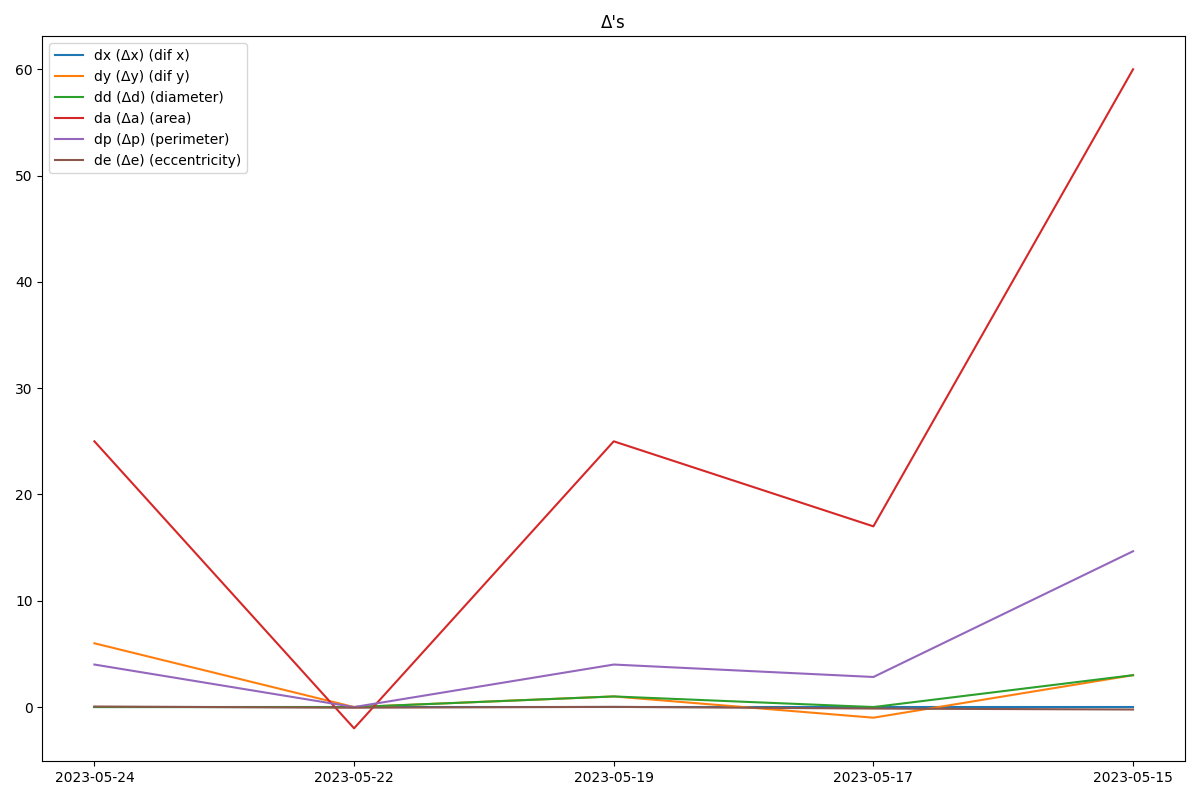 Δ's
dx (Δx) (dif x)
dy (Δy) (dif y)
dd (Δd) (diameter)
da (Δa) (area)
dp (Δp) (perimeter)
de (Δe) (eccentricity)
60
50
40
30
20
10
0
2023-05-24 2023-05-22 2023-05-19 2023-05-17 2023-05-15